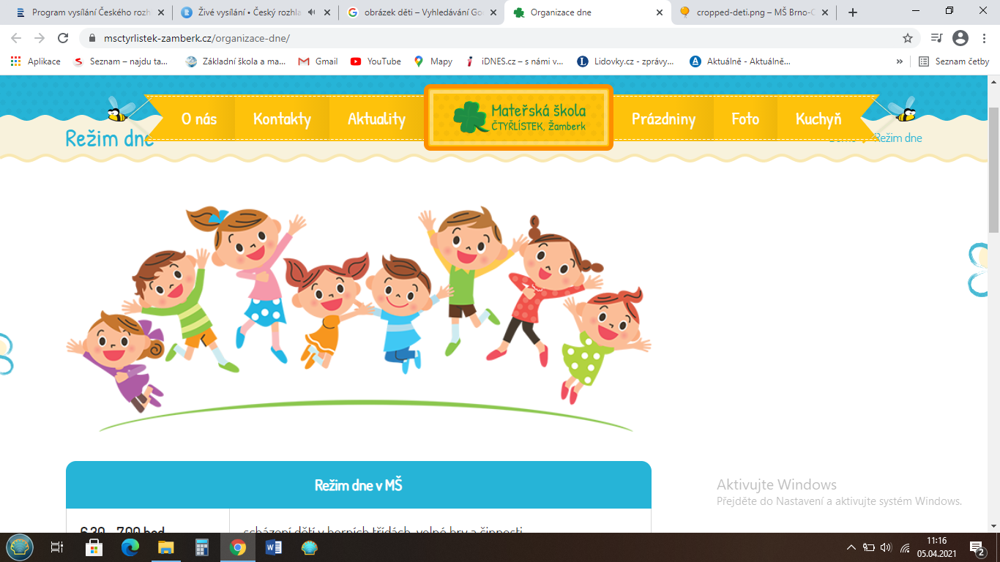 Program vysílání Českého rozh
Živé vysílání • Český rozhla
obrázek děti – Vyhledávání Goo
Organizace dne
cropped-deti.png – MŠ Brno-
msctyrlistek-zamberk.cz/organizace-dne/
Aplikace
Seznam – najdu ta...
Základní škola a ma...
Gmail
YouTube
Mapy
iDNES.cz – s námi v...
Lidovky.cz - zprávy...
Aktuálně - Aktuálně...
»
Seznam četby
O nás
Kontakty
Aktuality
Mateřská škola
ČTYŘLÍSTEK, Žamberk
Prázdniny
Foto
Kuchyň
Režim dne
Režim dne
Režim dne v MŠ
6.30 - 7.00 hod
scházení dětí v horních třídách, volné hry a činnosti
Aktivujte Windows
Přejděte do Nastavení a aktivujte systém Windows.
11:16
05.04.2021
2